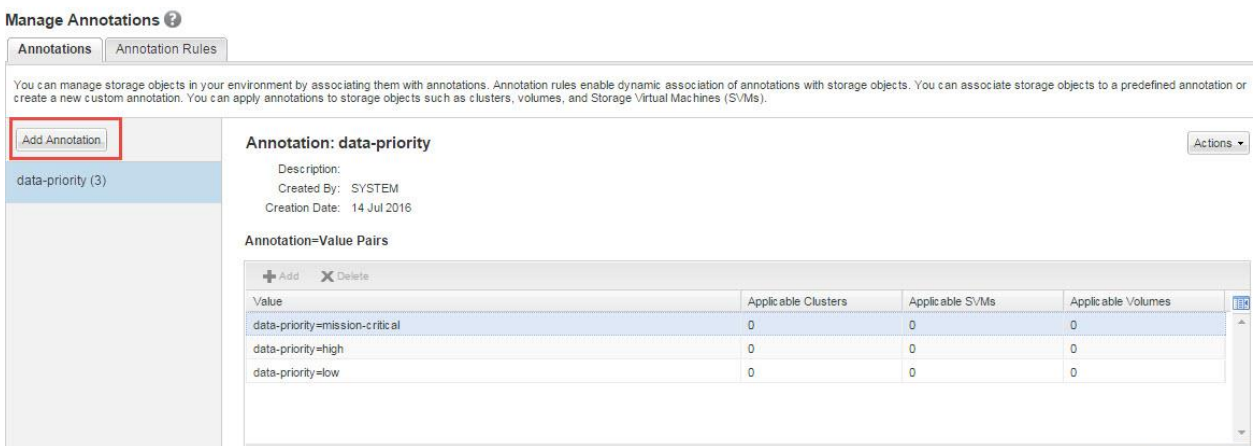 Manage Annotations ?
Annotations Annotation Rules
You can manage storage objects in your environment by associating them with annotations. Annotation rules enable dynamic association of annotations with storage objects. You can associate storage objects to a predefined annotation or
create a new custom annotation. You can apply annotations to storage objects such as clusters, volumes, and Storage Virtual Machines (SVMs).
Add Annotation
Annotation: data-priority
Actions
data-priority (3)
Description:
Created By: SYSTEM
Creation Date: 14 Jul 2016
Annotation=Value Pairs
Add Delete
Value Applicable Clusters Applicable SVMs Applicable Volumes
data-priority=mission-critical 0 0 0
data-priority=high 0 0 0
data-priority=low 0 0 0